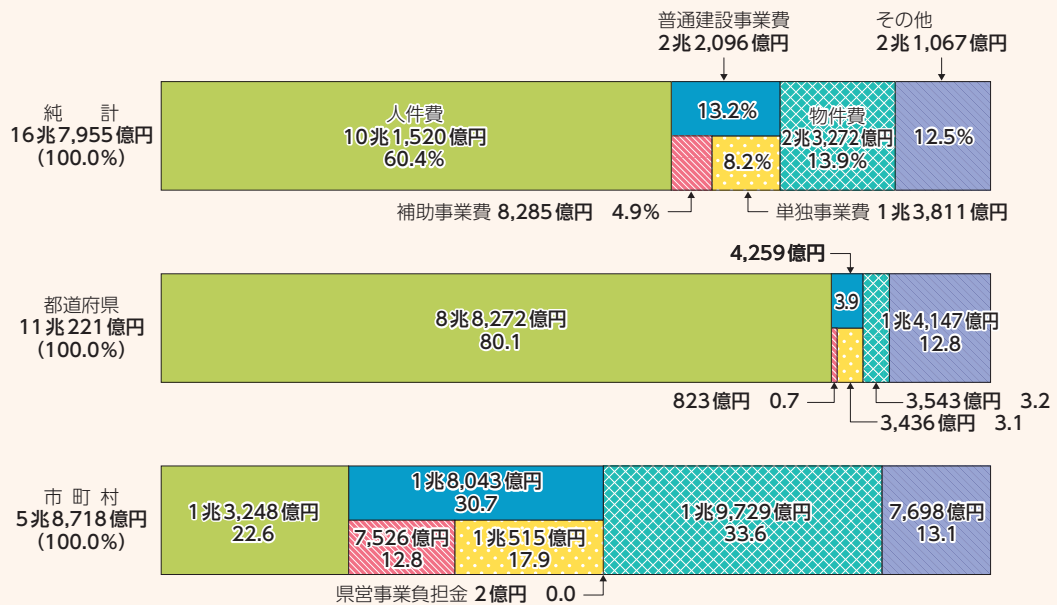 普通建設事業費
2兆2,096億円
その他
2兆1,067億円
純　計
16兆7,955億円
(100.0%)
人件費
10兆1,520億円
60.4%
13.2%
8.2%
物件費
2兆3,272億円
13.9%
12.5%
補助事業費 8,285億円 4.9%
単独事業費 1兆3,811億円
4,259億円
都道府県
11兆221億円
(100.0%)
8兆8,272億円
80.1
3.9
1兆4,147億円
12.8
823億円 0.7
3,543億円 3.2
3,436億円 3.1
市町村
5兆8,718億円
(100.0%)
1兆3,248億円
22.6
1兆8,043億円
30.7
7,526億円
12.8
1兆515億円
17.9
1兆9,729億円
33.6
7,698億円
13.1
県営事業負担金 2億円 0.0